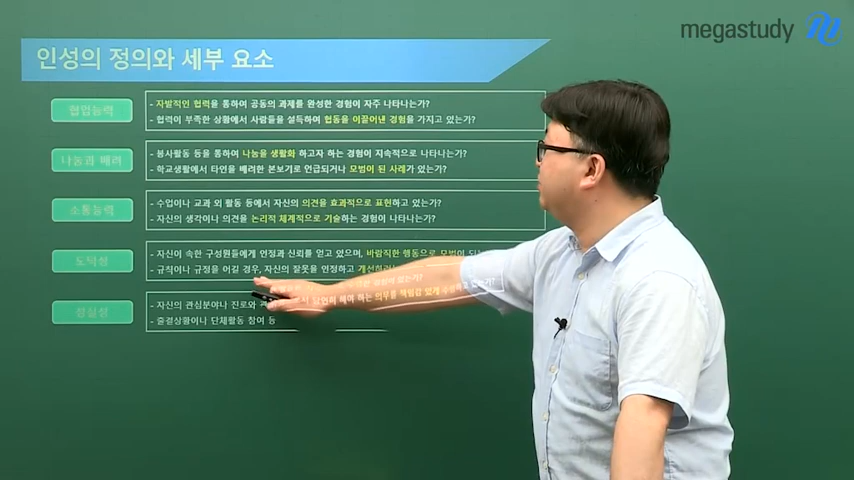 megastudy
인성의 정의와 세부 요소
협업능력
- 자발적인 협력을 통하여 공동의 과제를 완성한 경험이 자주 나타나는가?
- 협력이 부족한 상황에서 사람들을 설득하여 협동을 이끌어낸 경험을 가지고 있는가?
나눔과 배려
- 봉사활동 등을 통하여 나눔을 생활화 하고자 하는 경험이 지속적으로 나타나는가?
- 학교생활에서 타인을 배려한 본보기로 언급되거나 모범이 된 사례가 있는가?
소통능력
- 수업이나 교과 외 활동 등에서 자신의 의견을 효과적으로 표현하고 있는가?
- 자신의 생각이나 의견을 논리적 체계적으로 기술하는 경험이 나타나는가?
도덕성
- 자신이 속한 구성원들에게 인정과 신뢰를 얻고 있으며, 바람직한 행동으로 모범이
- 규칙이나 규정을 어길 경우, 자신의 잘못을 인정하고
성실성
- 자신의 관심분야나 진로와
해야 하는 의무를 책임감 있게
- 출결상황이나 단체활동 참여 등